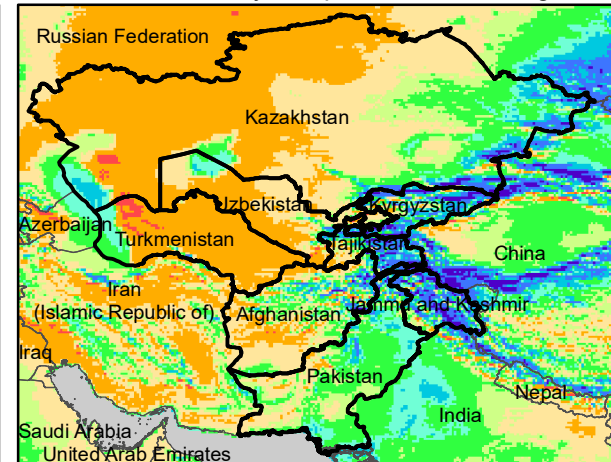 Russian Federation
Kazakhstan
Uzbekistan
Kyrgyzstan
Azerbaijan
Turkmenistan
Tajikistan
China
Iran
(Islamic Republic of)
Afghanistan
Jammu and Kashmir
Iraq
Pakistan
Nepal
India
Saudi Arabia
United Arab Emirates